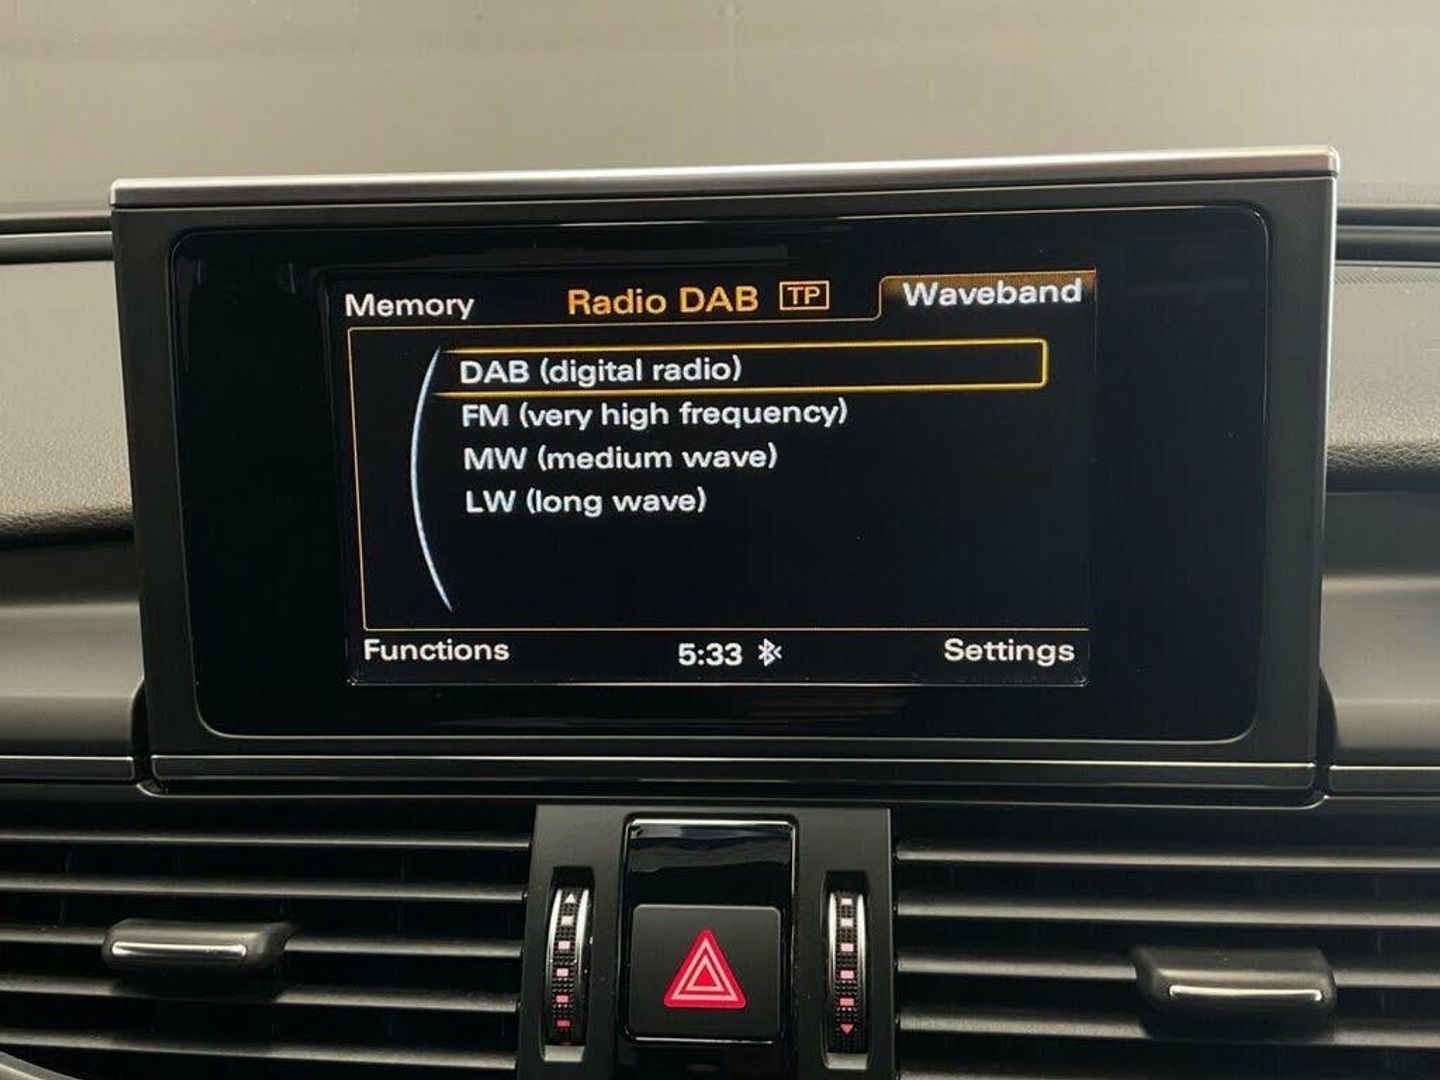 Memory Radio DAB TP Waveband
DAB (digital radio)
FM (very high frequency)
MW (medium wave)
LW (long wave)
Functions 5:33 Settings